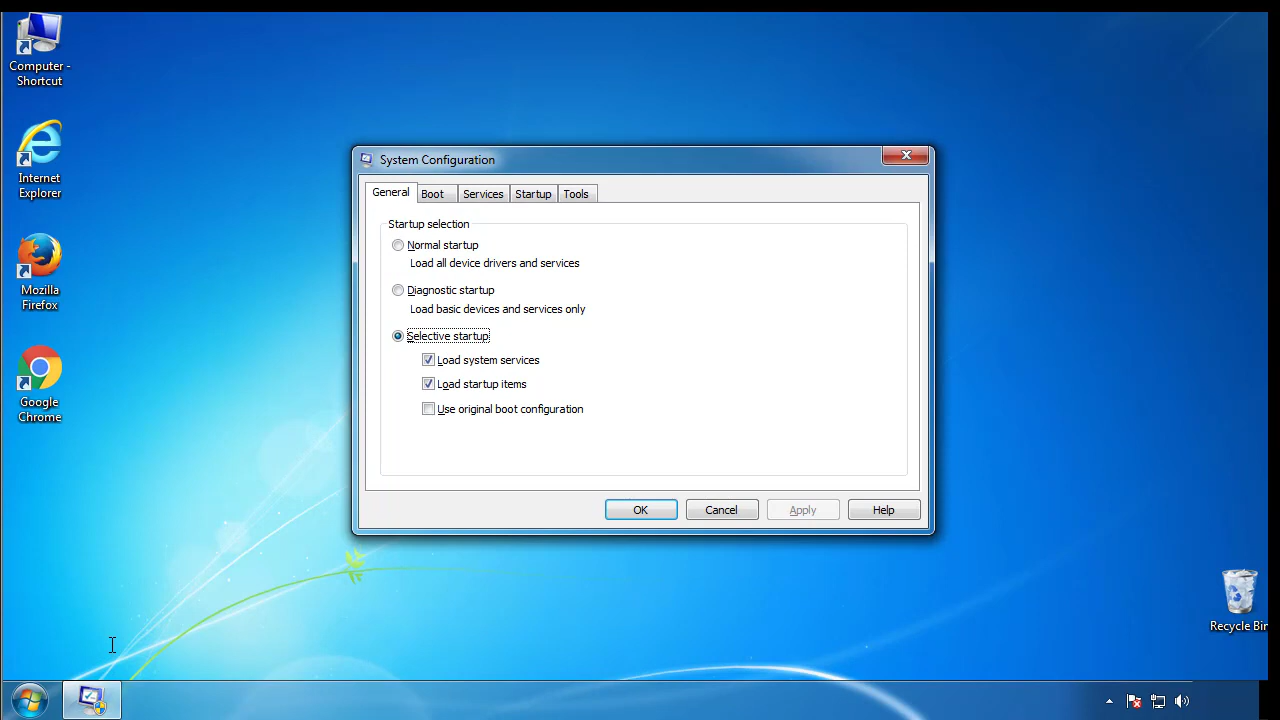 Computer -
Shortcut
Internet
Explorer
Mozilla
Firefox
Google
Chrome
System Configuration
General Boot Services Startup Tools
Startup selection
Normal startup
Load all device drivers and services
Diagnostic startup
Load basic devices and services only
Selective startup
Load system services
Load startup items
Use original boot configuration
OK Cancel Apply Help
Recycle Bin